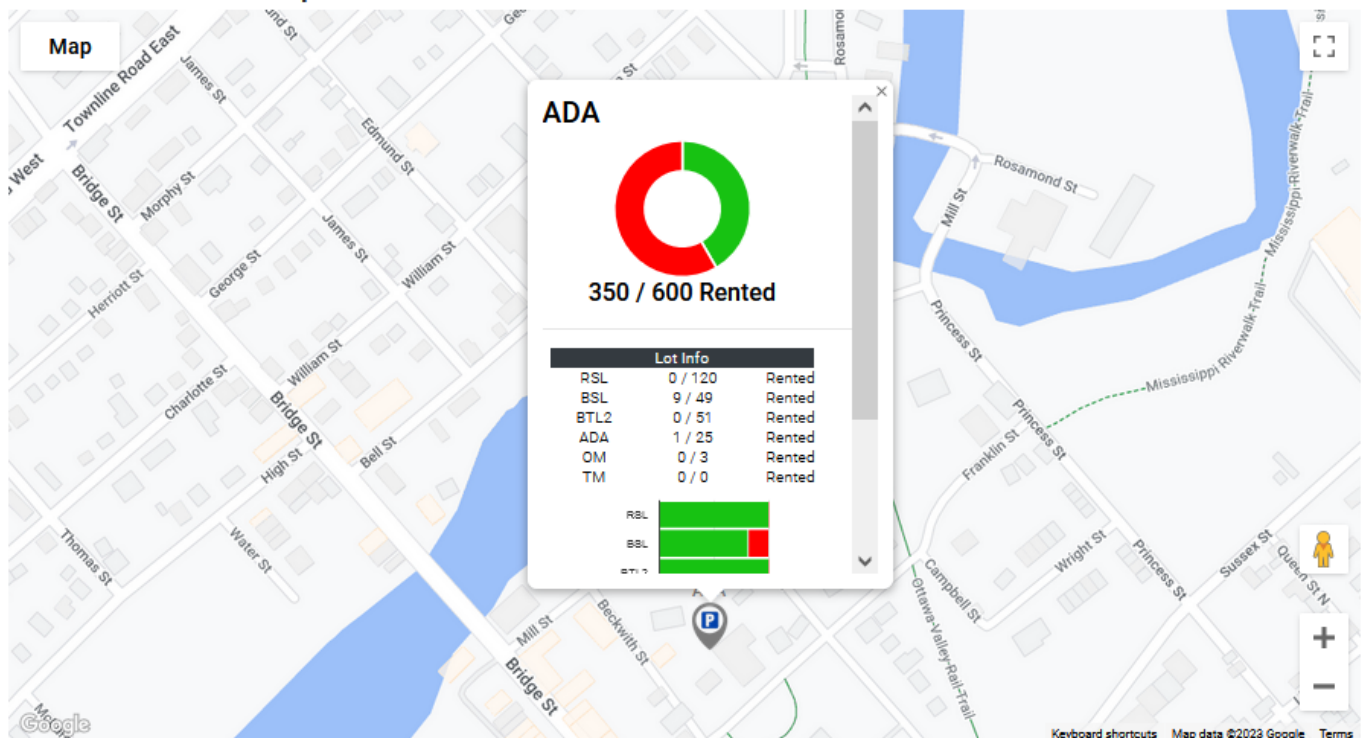 Map
ADA
350 / 600 Rented
Lot Info
RSL 0 / 120 Rented
BSL 9 / 49 Rented
BTL2 0 / 51 Rented
ADA 1 / 25 Rented
OM 0 / 3 Rented
TM 0 / 0 Rented
RSL
BSL
BTL2
P
Townline Road East
West
James St
Edmund St
Bridge St
Morphy St
James St
George St
William St
Herriott St
William St
Charlotte St
Bridge St
High St
Bell St
Water St
Thomas St
Mill St
Beckwith St
Bridge St
Rosamond St
Mill St
Princess St
Mississippi-Riverwalk-Trail
Mississippi Riverwalk-Trail
Princess St
Franklin St
Wright St
Princess St
Sussex St
Queen St N
Campbell St
Ottawa-Valley-Rail-Trail
Google
Keyboard shortcuts Map data ©2023 Google Terms